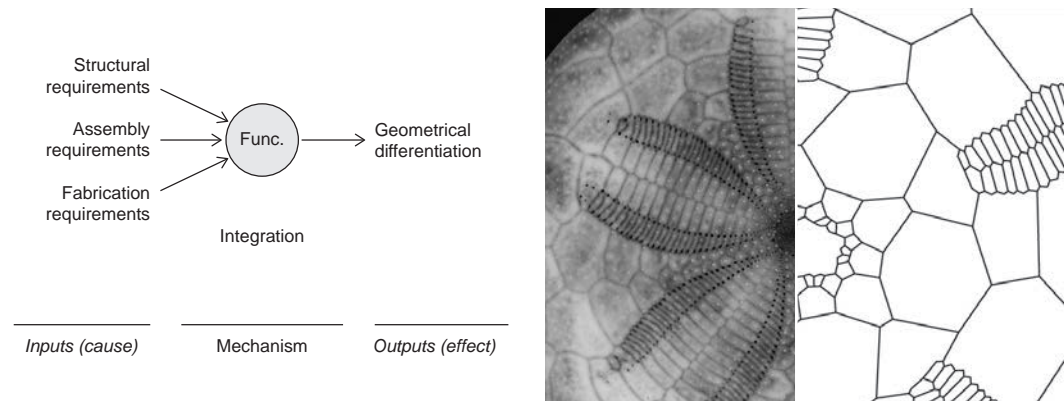 Structural
requirements
Assembly
requirements
Fabrication
requirements
Func.
Geometrical
differentiation
Integration
Inputs (cause)
Mechanism
Outputs (effect)